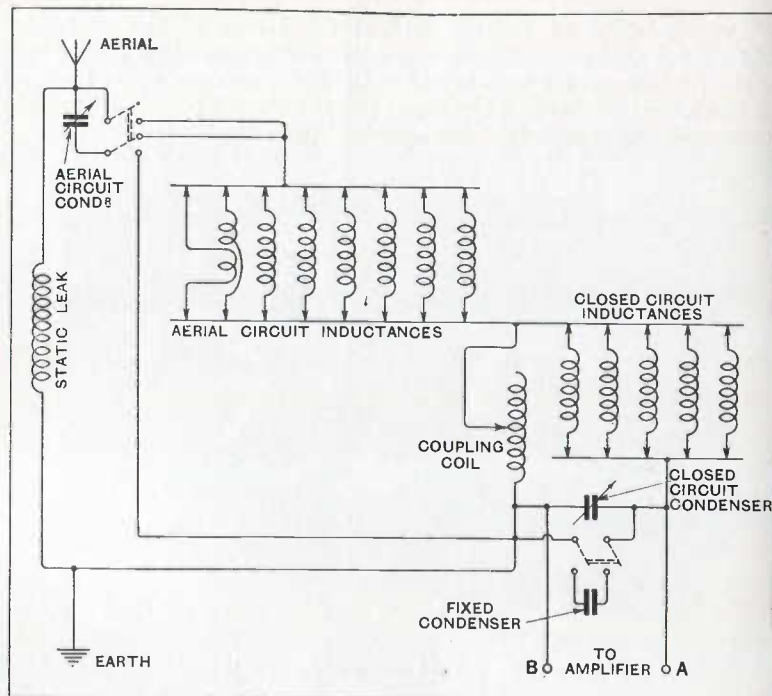 AERIAL
AERIAL
CIRCUIT
CONDR
STATIC LEAK
AERIAL CIRCUIT INDUCTANCES
CLOSED CIRCUIT
INDUCTANCES
COUPLING
COIL
CLOSED
CIRCUIT
CONDENSER
FIXED
CONDENSER
EARTH
TO
B AMPLIFIER A